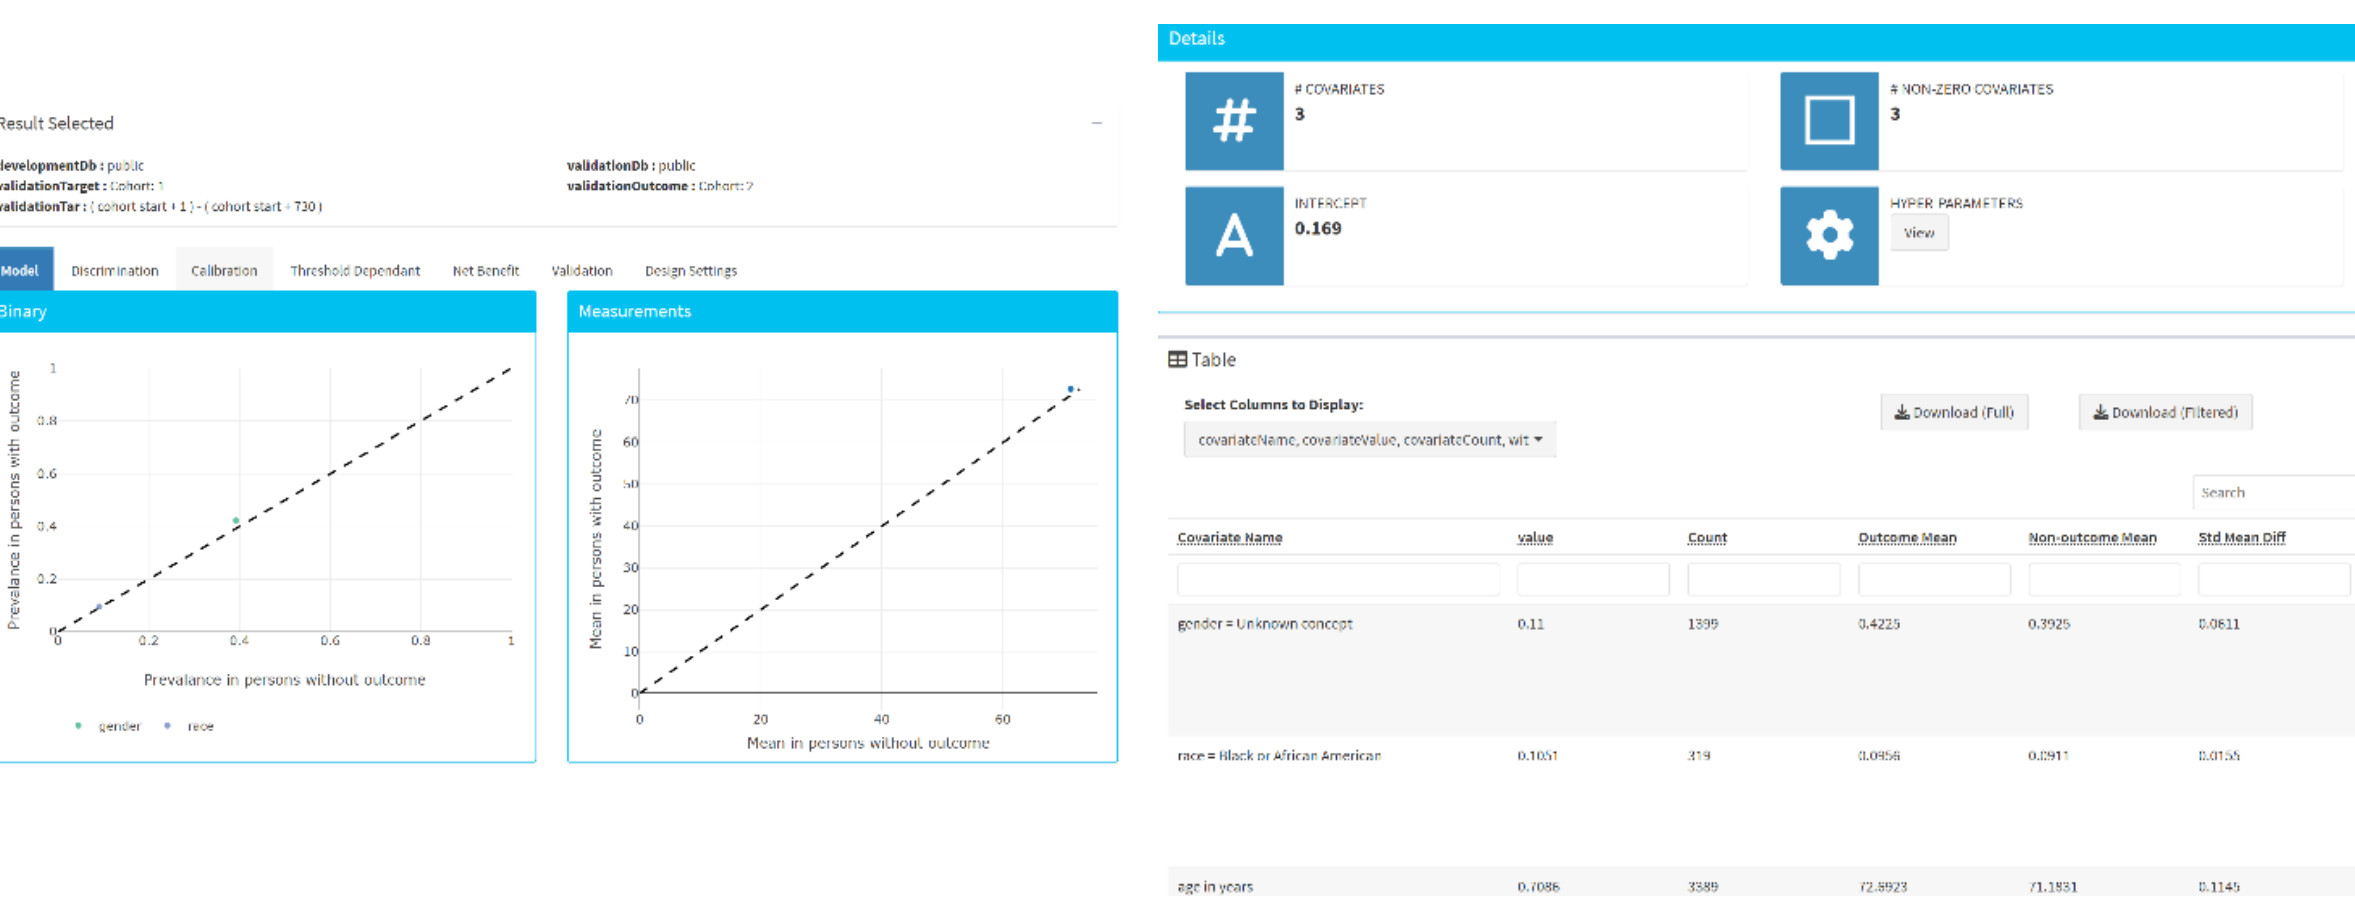 Result Selected
developmentDb : public
validationTarget : Cohort: 1
validationTar : ( cohort start + 1 ) - ( cohort start + 730 )
validationDb : public
validationOutcome : Cohort: 2
Model Discrimination Calibration Threshold Dependant Net Benefit Validation Design Settings
Binary
Prevalance in persons with outcome
1
0.8
0.6
0.4
0.2
0
0 0.2 0.4 0.6 0.8 1
Prevalance in persons without outcome
gender race
Measurements
Mean in persons with outcome
70
60
50
40
30
20
10
0
0 20 40 60
Mean in persons without outcome
Details
# COVARIATES
3
# NON-ZERO COVARIATES
3
INTERCEPT
0.169
HYPER PARAMETERS
View
Table
Select Columns to Display:
covariateName, covariateValue, covariateCount, wit
Download (Full) Download (Filtered)
Search
Covariate Name value Count Outcome Mean Non-outcome Mean Std Mean Diff
gender = Unknown concept 0.11 1399 0.4225 0.3925 0.0611
race = Black or African American 0.1051 319 0.0956 0.0911 0.0155
age in years 0.7086 3389 71.1831 0.1145